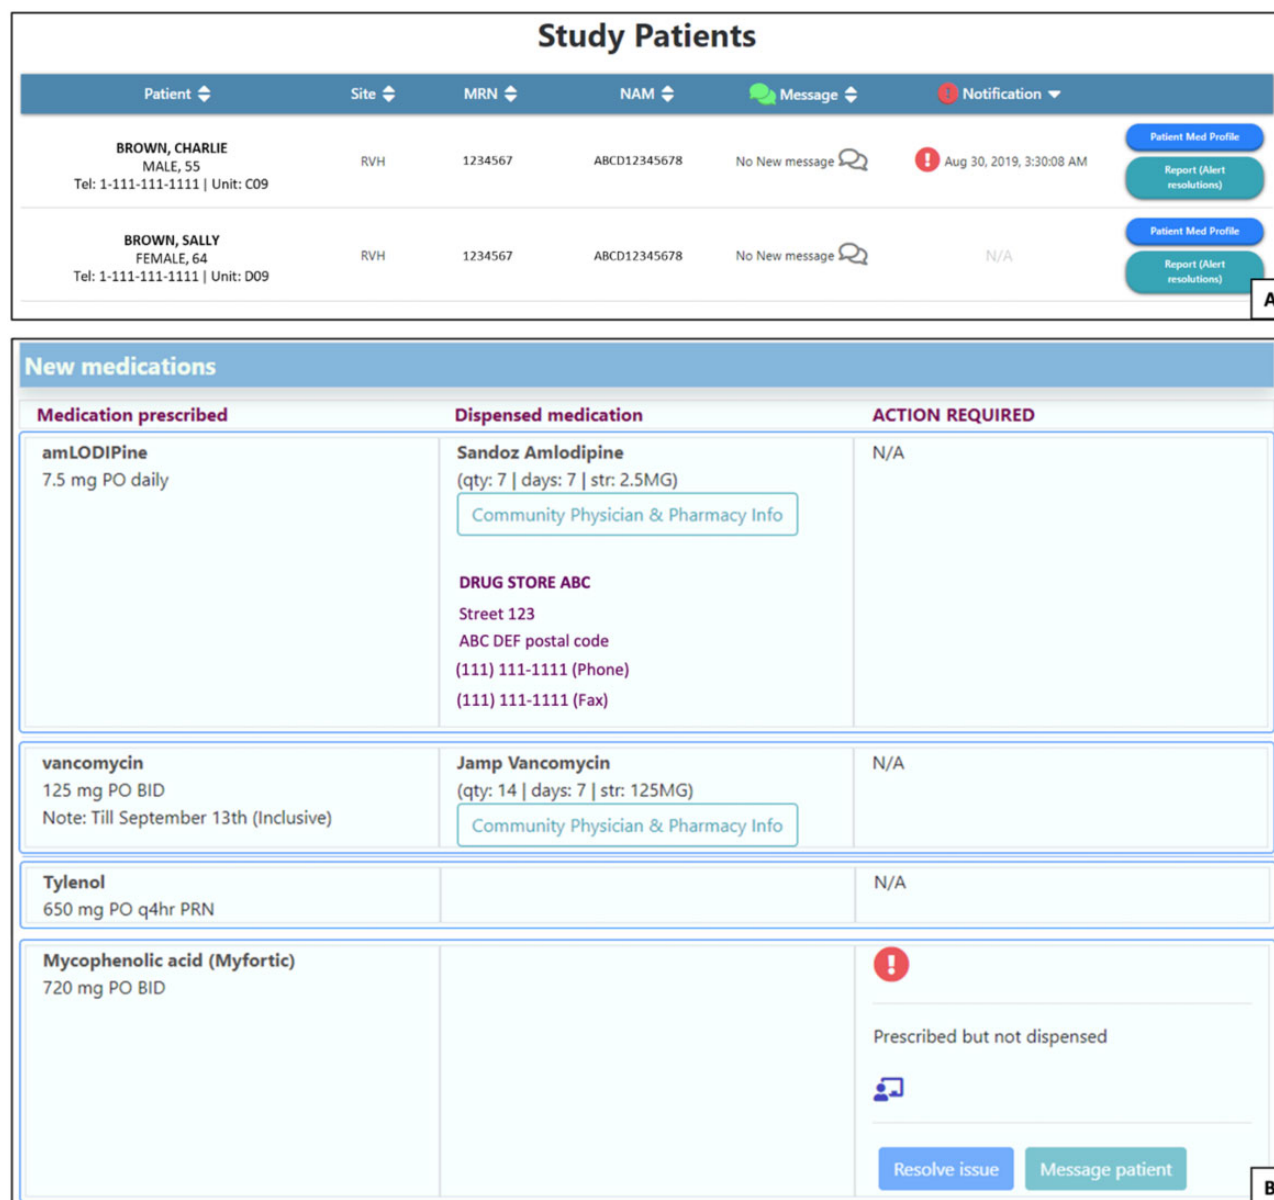 Study Patients
Patient Site MRN NAM Message Notification
BROWN, CHARLIE
MALE, 55
Tel: 1-111-111-1111 | Unit: C09
RVH
1234567
ABCD12345678
No New message
Aug 30, 2019, 3:30:08 AM
Patient Med Profile
Report (Alert
resolutions)
BROWN, SALLY
FEMALE, 64
Tel: 1-111-111-1111 | Unit: D09
RVH
1234567
ABCD12345678
No New message
N/A
Patient Med Profile
Report (Alert
resolutions)
A
New medications
Medication prescribed Dispensed medication ACTION REQUIRED
amLODIPine
7.5 mg PO daily
Sandoz Amlodipine
(qty: 7 | days: 7 | str: 2.5MG)
Community Physician & Pharmacy Info
DRUG STORE ABC
Street 123
ABC DEF postal code
(111) 111-1111 (Phone)
(111) 111-1111 (Fax)
N/A
vancomycin
125 mg PO BID
Note: Till September 13th (Inclusive)
Jamp Vancomycin
(qty: 14 | days: 7 | str: 125MG)
Community Physician & Pharmacy Info
N/A
Tylenol
650 mg PO q4hr PRN
N/A
Mycophenolic acid (Myfortic)
720 mg PO BID
Prescribed but not dispensed
Resolve issue
Message patient
B